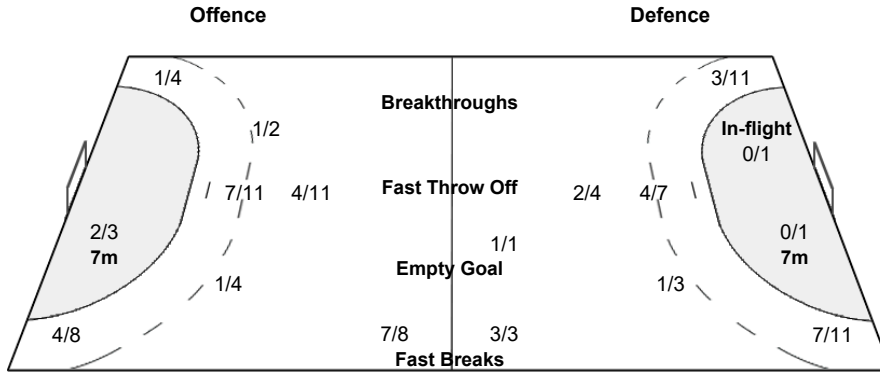 Offence Defence
1/4 3/11
Breakthroughs
1/2 In-flight
0/1
7/11 4/11 Fast Throw Off 2/4 4/7
2/3 0/1
7m 1/1 7m
Empty Goal
1/4 1/3
4/8 7/8 3/3 7/11
Fast Breaks